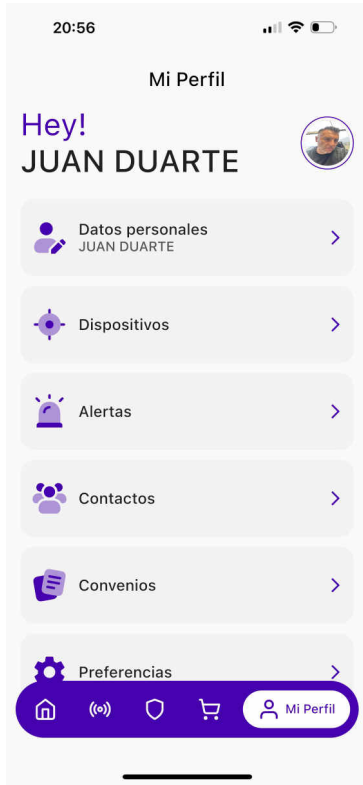 20:56
Mi Perfil
Hey!
JUAN DUARTE
Datos personales
JUAN DUARTE
Dispositivos
Alertas
Contactos
Convenios
Preferencias
Mi Perfil